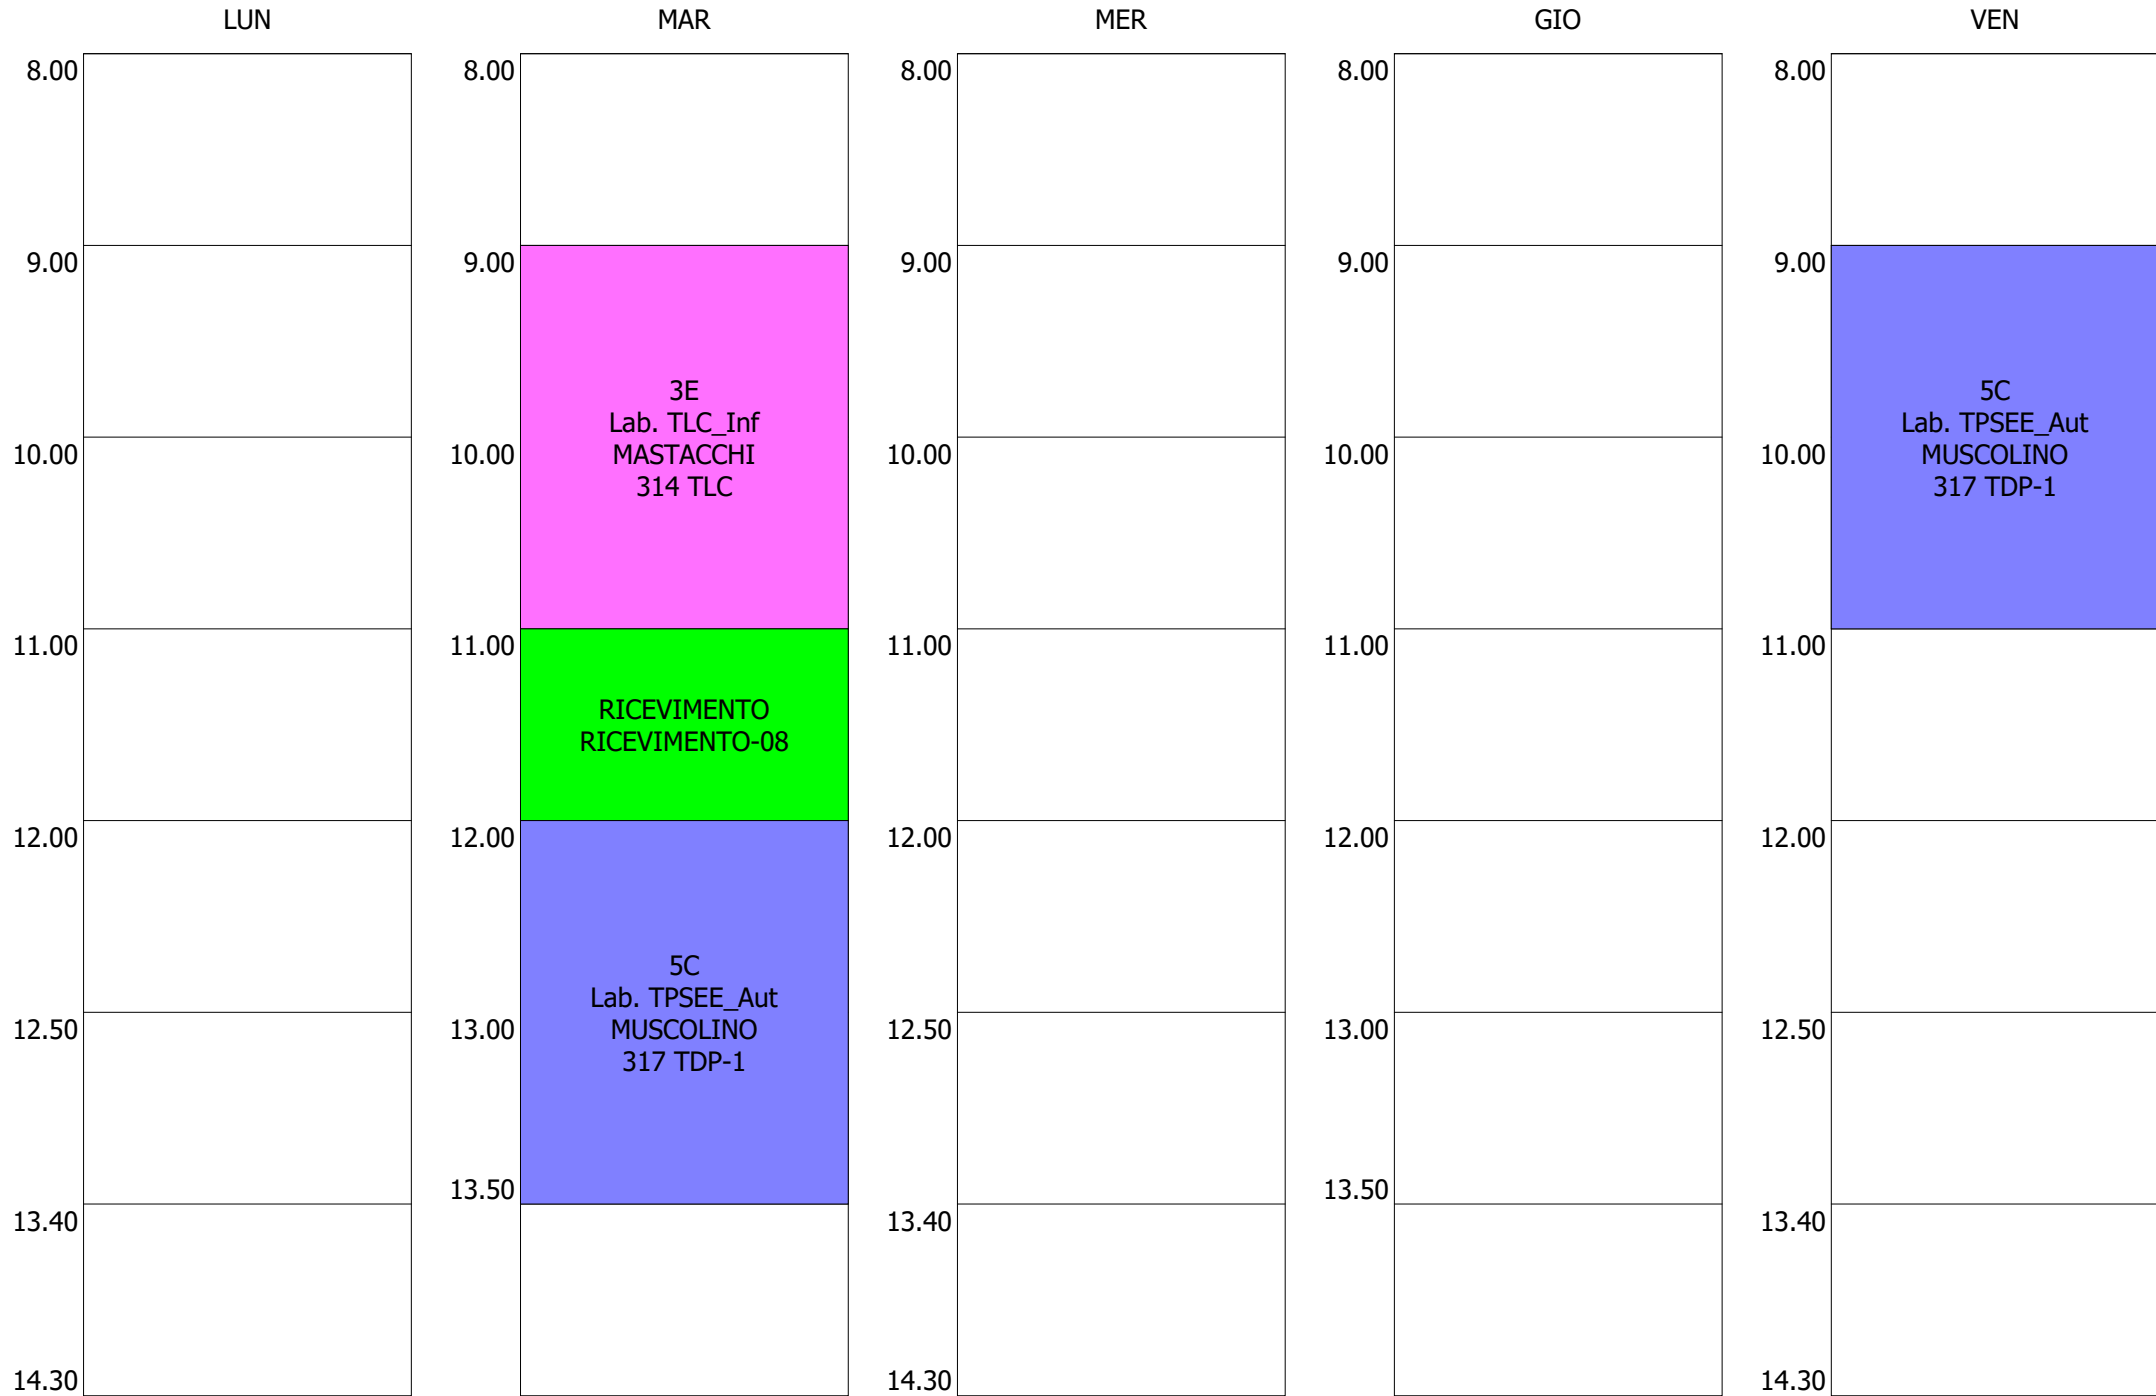 LUN
MAR
MER
GIO
VEN
8.00
8.00
8.00
8.00
8.00
9.00
9.00
9.00
9.00
9.00
3E
Lab. TLC_Inf
MASTACCHI
314 TLC
5C
Lab. TPSEE_Aut
MUSCOLINO
317 TDP-1
10.00
10.00
10.00
10.00
10.00
11.00
11.00
11.00
11.00
11.00
RICEVIMENTO
RICEVIMENTO-08
12.00
12.00
12.00
12.00
12.00
5C
Lab. TPSEE_Aut
MUSCOLINO
317 TDP-1
12.50
13.00
12.50
13.00
12.50
13.50
13.50
13.40
13.40
13.40
14.30
14.30
14.30